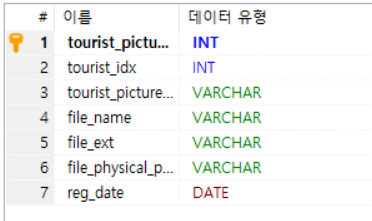 # 이름 데이터 유형
1 tourist_pictu... INT
2 tourist_idx INT
3 tourist_picture... VARCHAR
4 file_name VARCHAR
5 file_ext VARCHAR
6 file_physical_p... VARCHAR
7 reg_date DATE